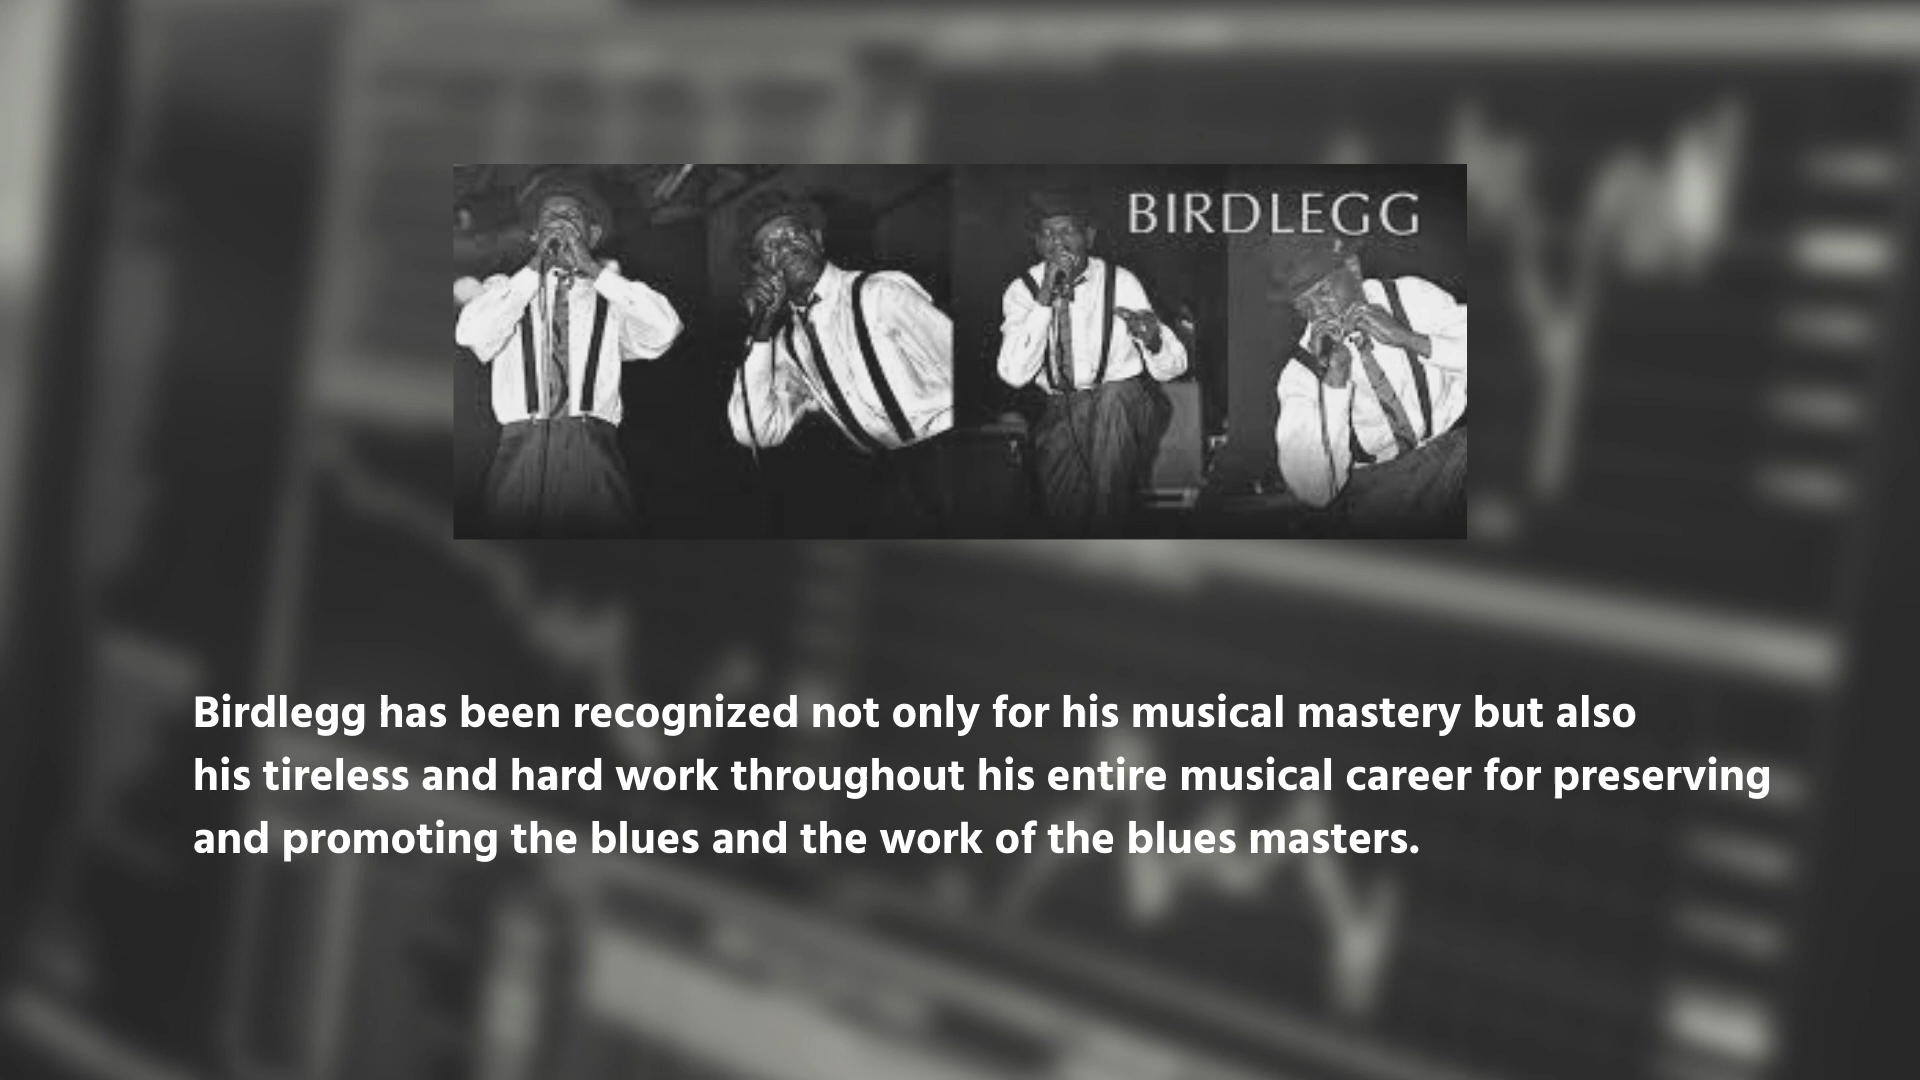 BIRDLEGG
Birdlegg has been recognized not only for his musical mastery but also
his tireless and hard work throughout his entire musical career for preserving
and promoting the blues and the work of the blues masters.